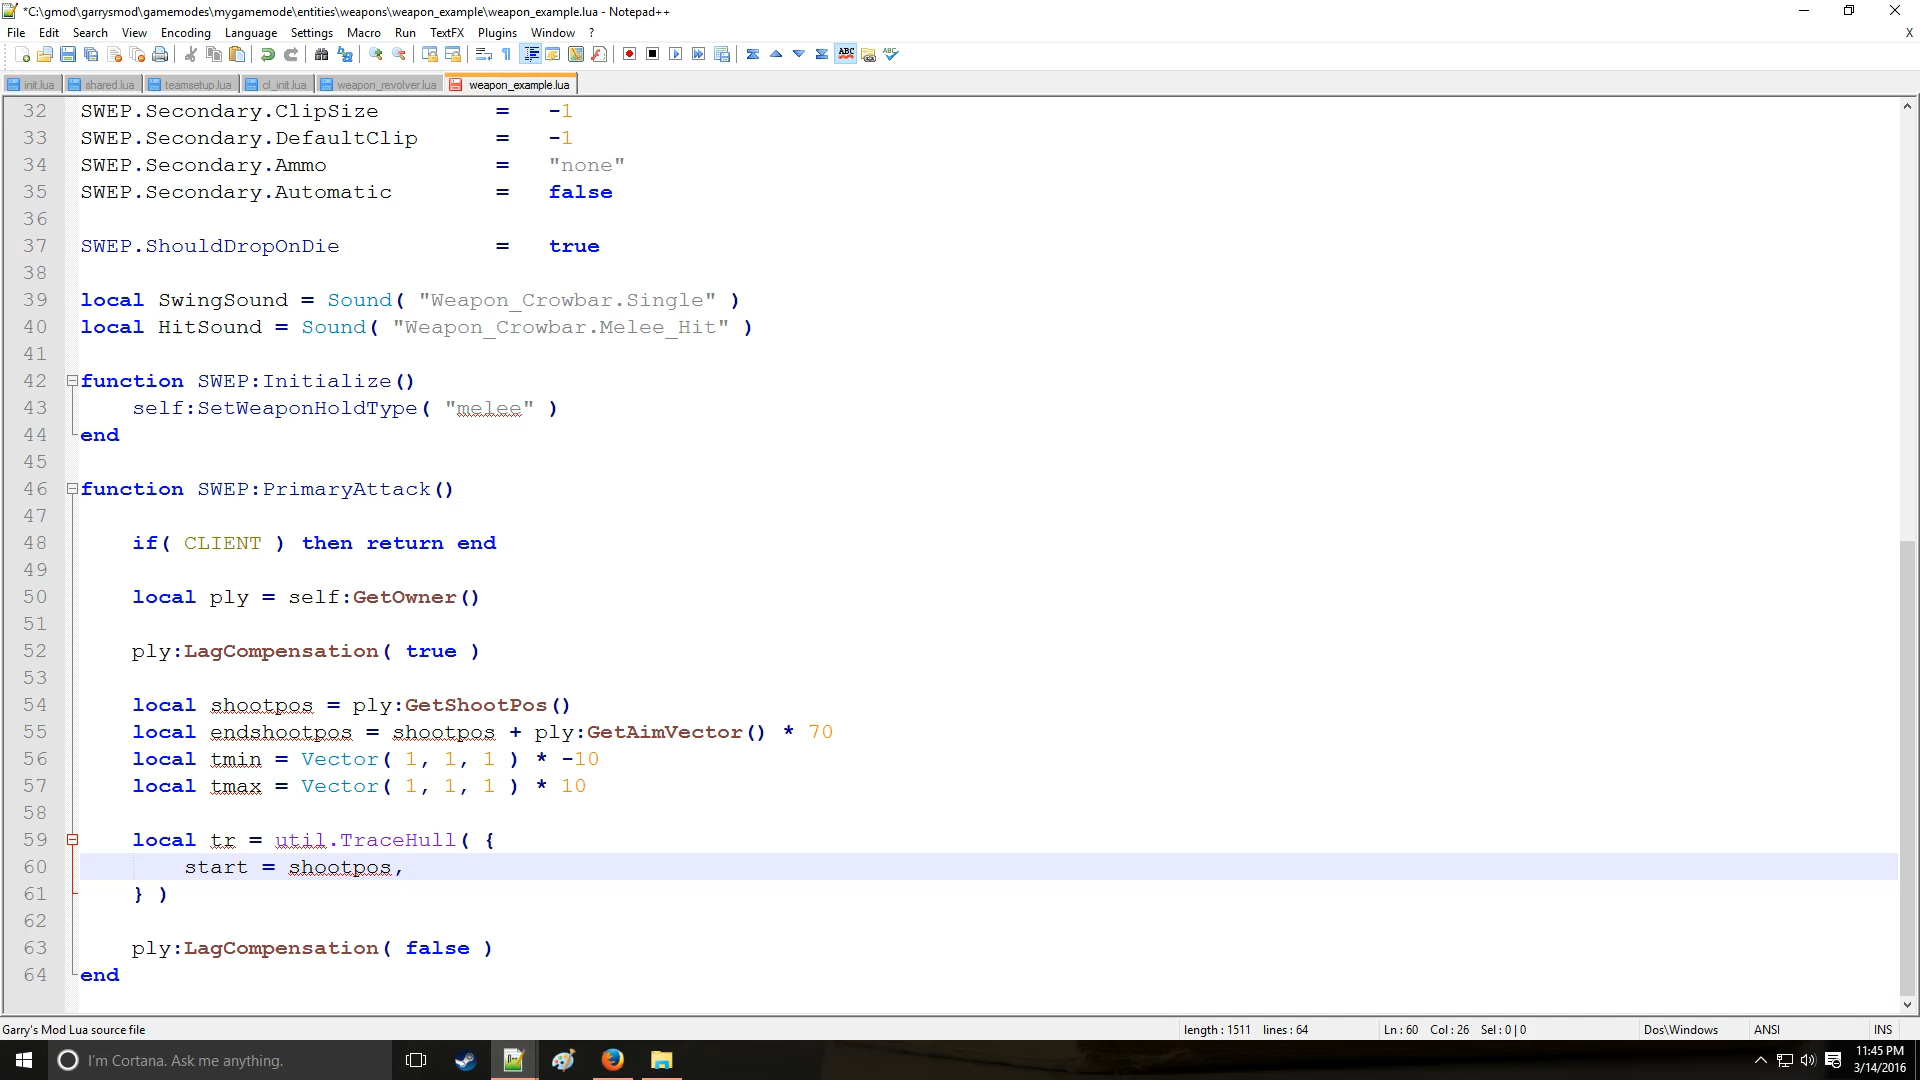 *C:\gmod\garrysmod\gamemodes\mygamemode\entities\weapons\weapon_example\weapon_example.lua - Notepad++
File Edit Search View Encoding Language Settings Macro Run TextFX Plugins Window ? X
init.lua shared.lua teamsetup.lua cl_init.lua weapon_revolver.lua weapon_example.lua
32 SWEP.Secondary.ClipSize = -1
33 SWEP.Secondary.DefaultClip = -1
34 SWEP.Secondary.Ammo = "none"
35 SWEP.Secondary.Automatic = false
36
37 SWEP.ShouldDropOnDie = true
38
39 local SwingSound = Sound( "Weapon_Crowbar.Single" )
40 local HitSound = Sound( "Weapon_Crowbar.Melee_Hit" )
41
42 function SWEP:Initialize()
43 self:SetWeaponHoldType( "melee" )
44 end
45
46 function SWEP:PrimaryAttack()
47
48 if( CLIENT ) then return end
49
50 local ply = self:GetOwner()
51
52 ply:LagCompensation( true )
53
54 local shootpos = ply:GetShootPos()
55 local endshootpos = shootpos + ply:GetAimVector() * 70
56 local tmin = Vector( 1, 1, 1 ) * -10
57 local tmax = Vector( 1, 1, 1 ) * 10
58
59 local tr = util.TraceHull( {
60 start = shootpos,
61 } )
62
63 ply:LagCompensation( false )
64 end
Garry's Mod Lua source file length : 1511 lines : 64 Ln : 60 Col : 26 Sel : 0 | 0 Dos\Windows ANSI INS
I'm Cortana. Ask me anything. 11:45 PM
3/14/2016